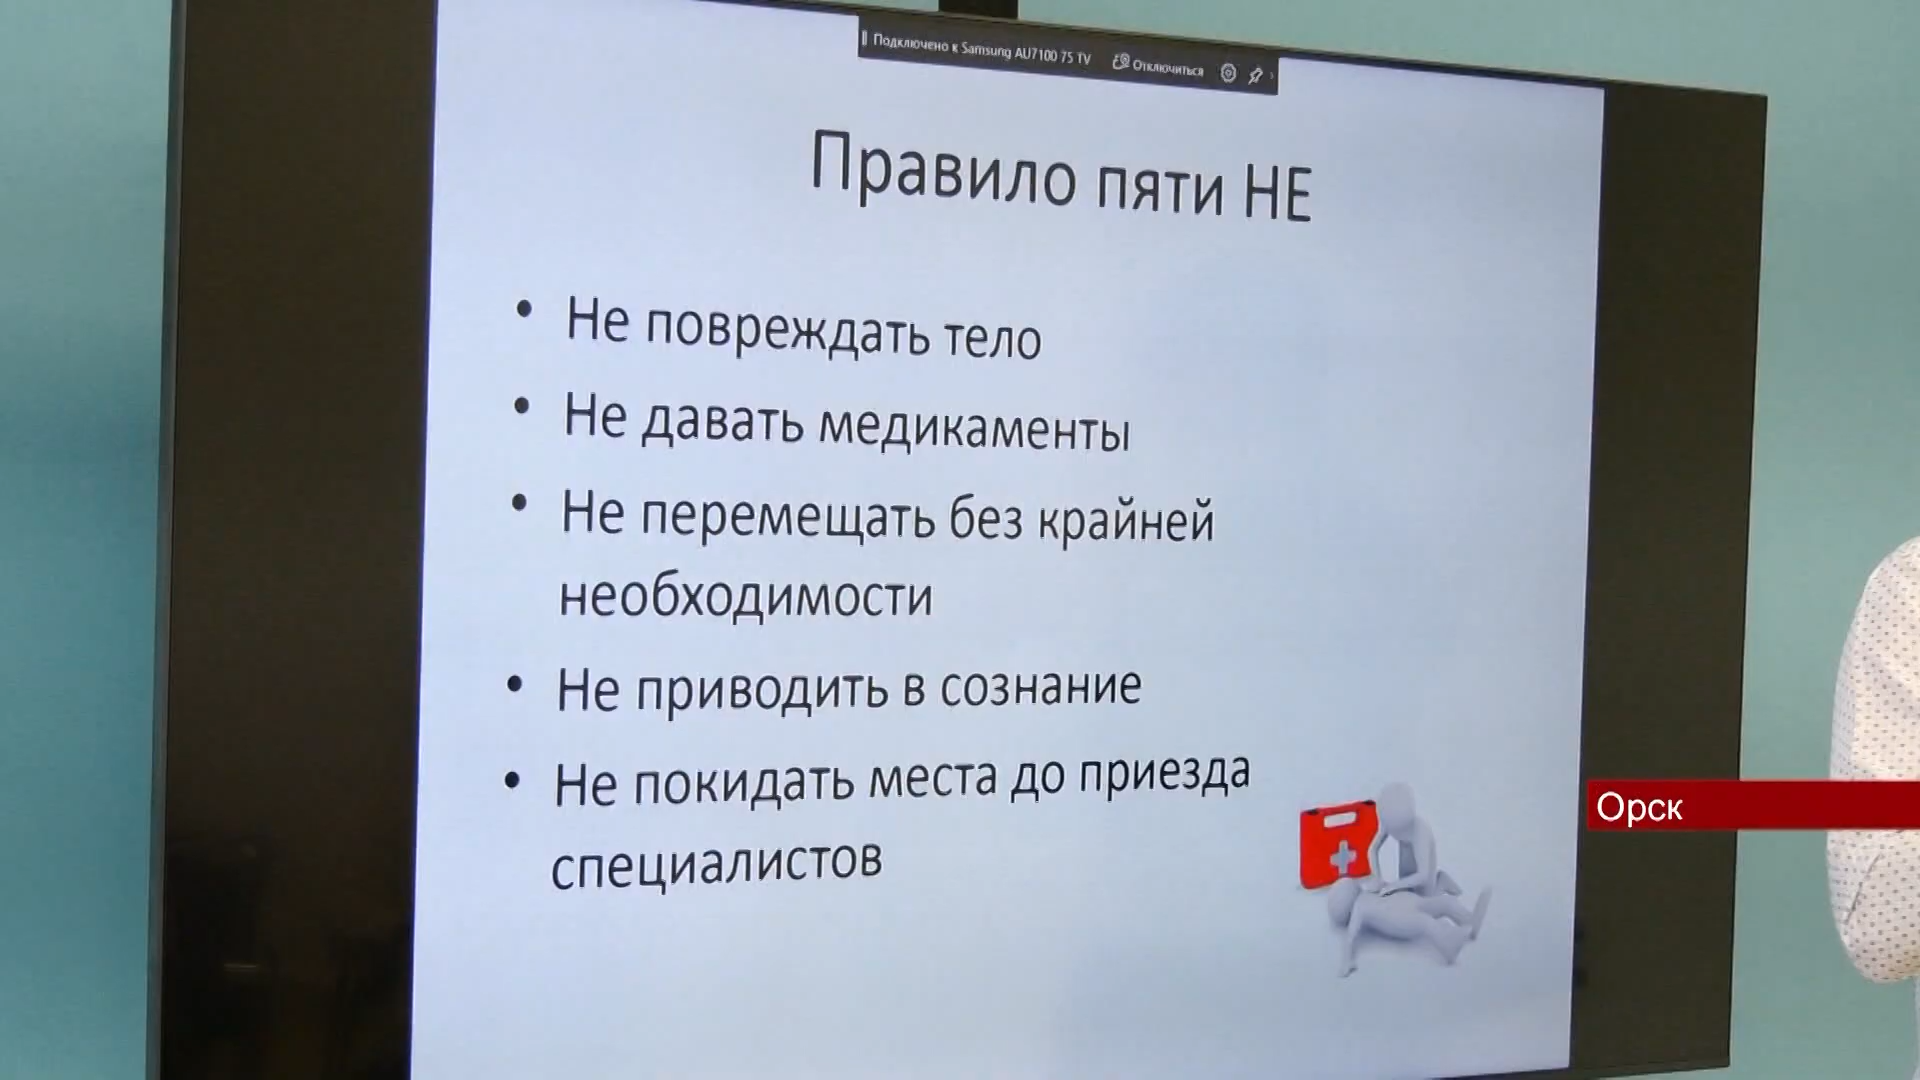 Подключено к Samsung AU7100 75 TV Отключиться
Правило пяти НЕ
• Не повреждать тело
• Не давать медикаменты
• Не перемещать без крайней
необходимости
• Не приводить в сознание
• Не покидать места до приезда
специалистов
Орск